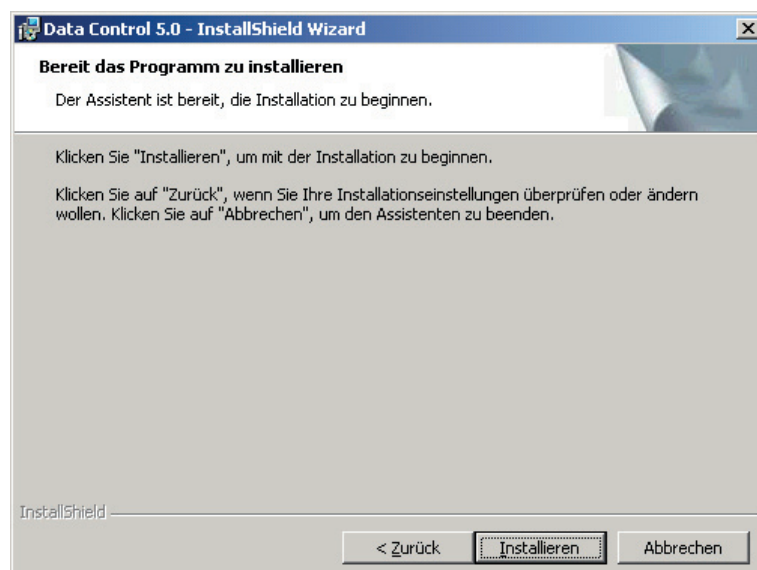 Data Control 5.0 - InstallShield Wizard
Bereit das Programm zu installieren
Der Assistent ist bereit, die Installation zu beginnen.
Klicken Sie "Installieren", um mit der Installation zu beginnen.
Klicken Sie auf "Zurück", wenn Sie Ihre Installationseinstellungen überprüfen oder ändern
wollen. Klicken Sie auf "Abbrechen", um den Assistenten zu beenden.
InstallShield
< Zurück Installieren Abbrechen